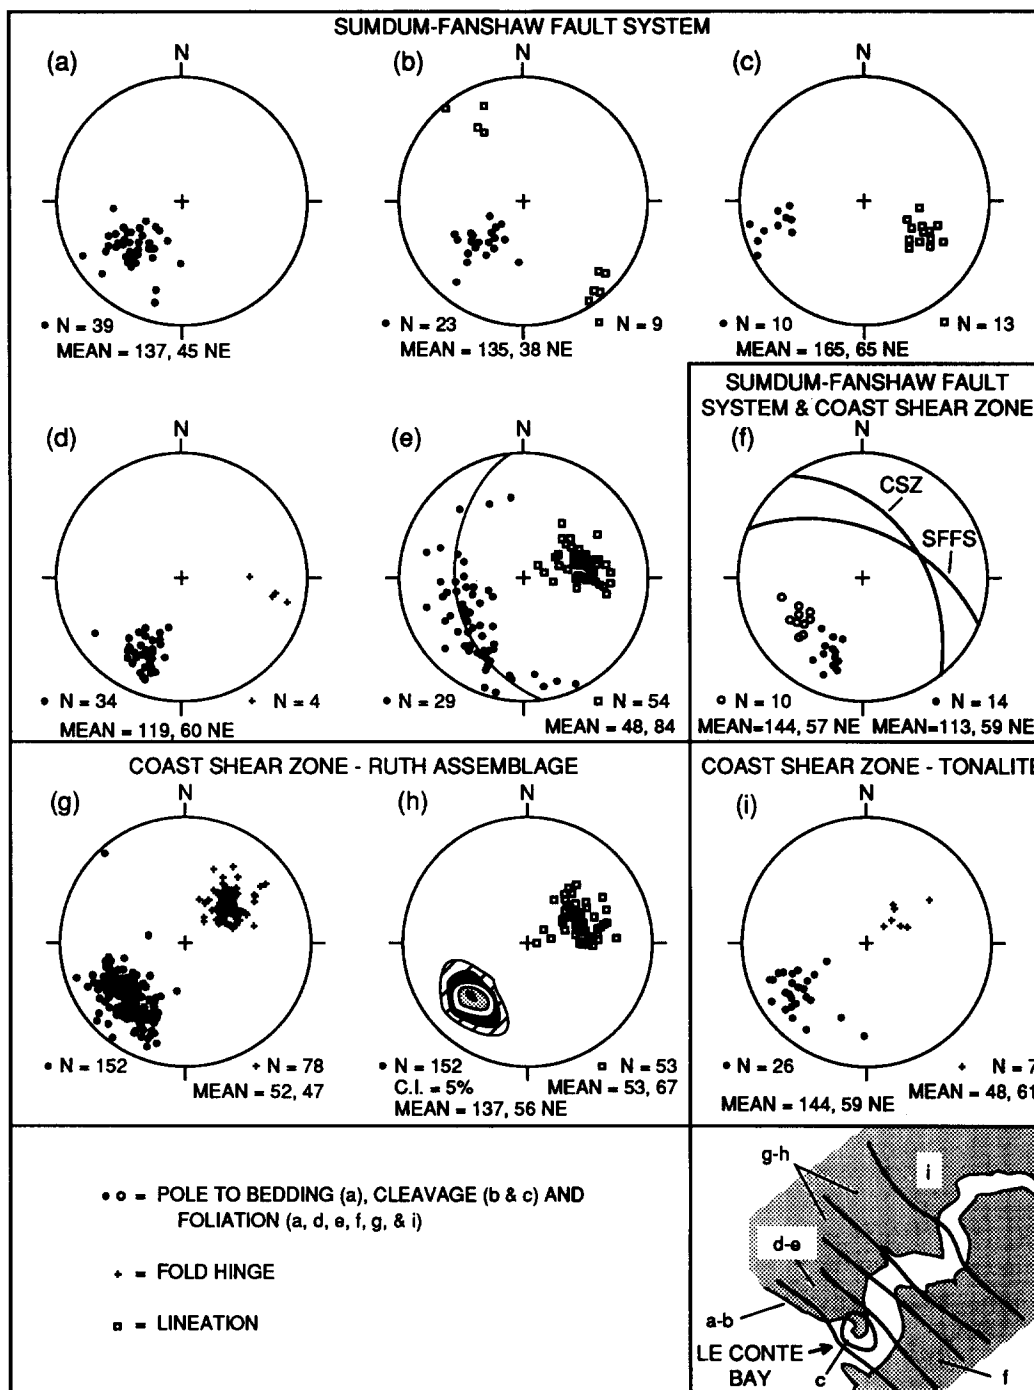 SUMDUM-FANSHAW FAULT SYSTEM
(a)
N
(b)
N
(c)
N
• N = 39
MEAN = 137, 45 NE
• N = 23
□ N = 9
MEAN = 135, 38 NE
• N = 10
□ N = 13
MEAN = 165, 65 NE
SUMDUM-FANSHAW FAULT
SYSTEM & COAST SHEAR ZONE
(d)
N
(e)
N
(f)
N
CSZ
SFFS
• N = 34
+ N = 4
MEAN = 119, 60 NE
• N = 29
□ N = 54
MEAN = 48, 84
○ N = 10
• N = 14
MEAN=144, 57 NE
MEAN=113, 59 NE
COAST SHEAR ZONE - RUTH ASSEMBLAGE
COAST SHEAR ZONE - TONALITE
(g)
N
(h)
N
(i)
N
• N = 152
+ N = 78
MEAN = 52, 47
• N = 152
□ N = 53
C.I. = 5%
MEAN = 53, 67
MEAN = 137, 56 NE
• N = 26
+ N = 7
MEAN = 48, 61
MEAN = 144, 59 NE
• ○ = POLE TO BEDDING (a), CLEAVAGE (b & c) AND
FOLIATION (a, d, e, f, g, & i)
+ = FOLD HINGE
□ = LINEATION
g-h
i
d-e
a-b
LE CONTE
BAY
c
f